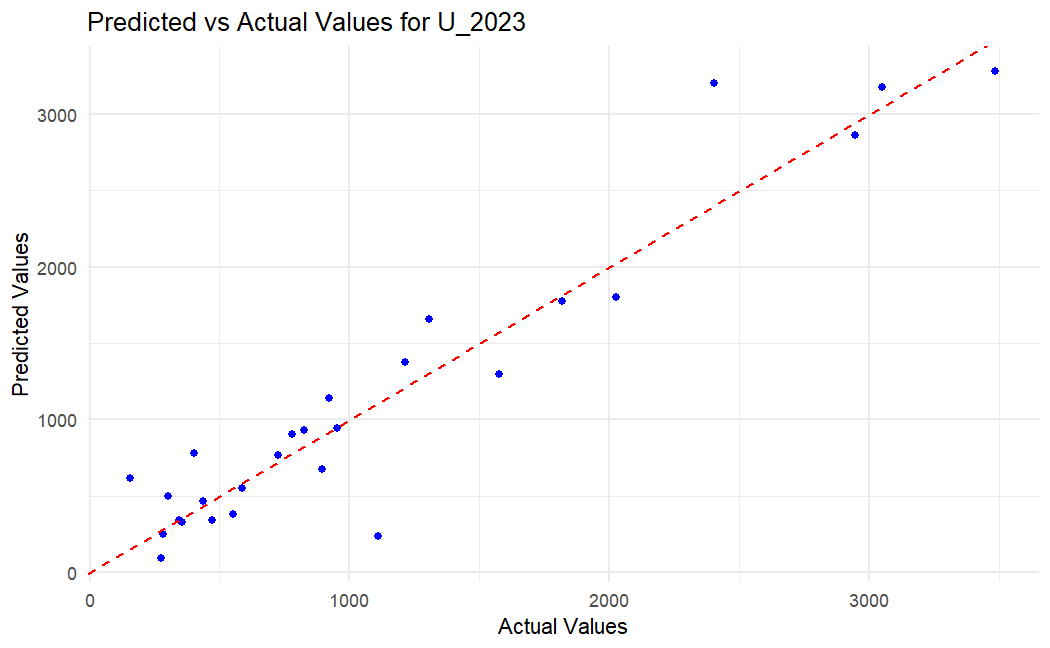 Predicted vs Actual Values for U_2023
Predicted Values
3000
2000
1000
0
0 1000 2000 3000
Actual Values